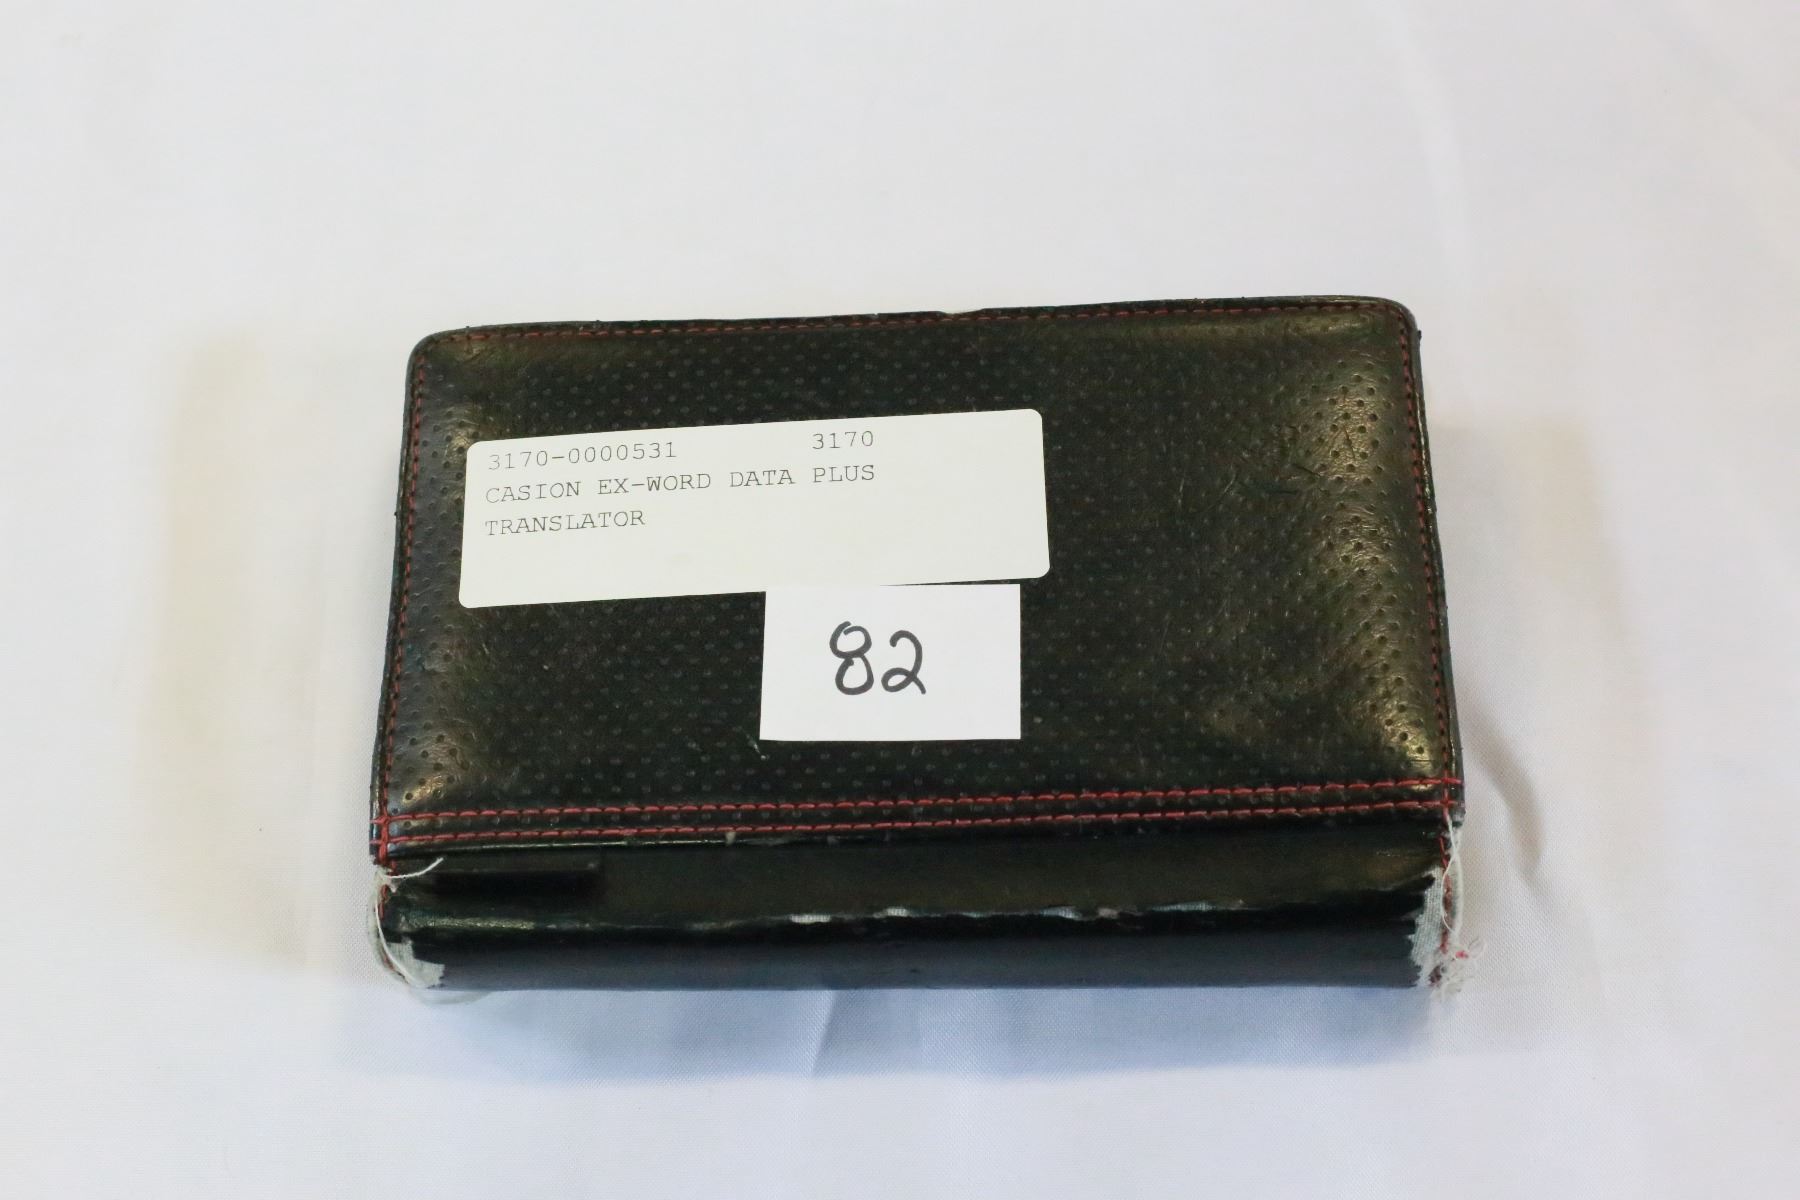 3170-0000531 3170
CASION EX-WORD DATA PLUS
TRANSLATOR
82